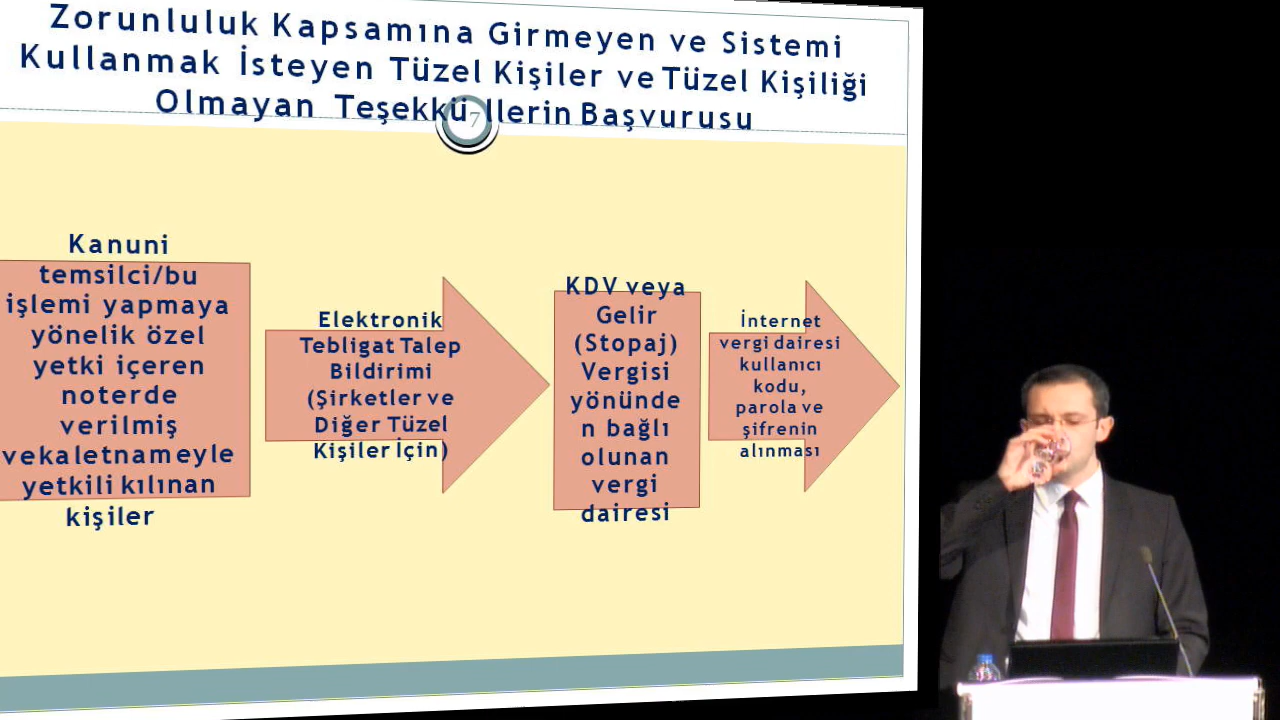 Zorunluluk Kapsamına Girmeyen ve Sistemi
Kullanmak İsteyen Tüzel Kişiler ve Tüzel Kişiliği
Olmayan Teşekküllerin Başvurusu
7
Kanuni
temsilci/bu
işlemi yapmaya
yönelik özel
yetki içeren
noterde
verilmiş
vekaletnameyle
yetkili kılınan
kişiler
Elektronik
Tebligat Talep
Bildirimi
(Şirketler ve
Diğer Tüzel
Kişiler İçin)
KDV veya
Gelir
(Stopaj)
Vergisi
yönünde
n bağlı
olunan
vergi
dairesi
İnternet
vergi dairesi
kullanıcı
kodu,
parola ve
şifrenin
alınması